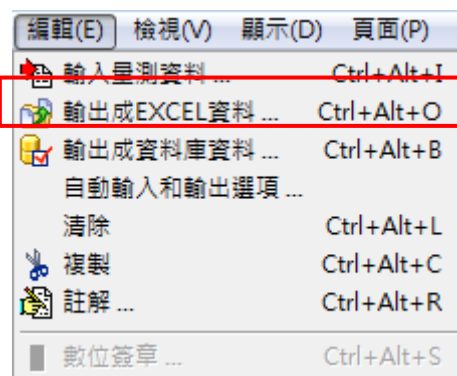 編輯(E) 檢視(V) 顯示(D) 頁面(P)
輸入量測資料 ... Ctrl+Alt+I
輸出成EXCEL資料 ... Ctrl+Alt+O
輸出成資料庫資料 ... Ctrl+Alt+B
自動輸入和輸出選項 ...
清除 Ctrl+Alt+L
複製 Ctrl+Alt+C
註解 ... Ctrl+Alt+R
數位簽章 ... Ctrl+Alt+S